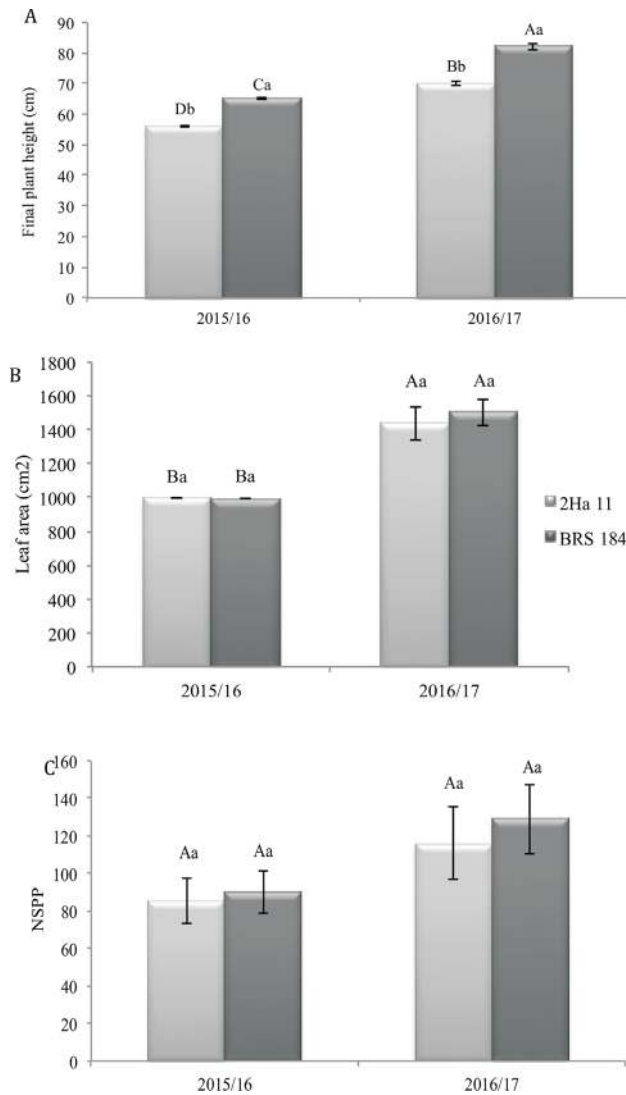 A
Final plant height (cm)
90
80
70
60
50
40
30
20
10
0
Db
Ca
Bb
Aa
2015/16
2016/17
B
Leaf area (cm2)
1800
1600
1400
1200
1000
800
600
400
200
0
Ba
Ba
Aa
Aa
2015/16
2016/17
2Ha 11
BRS 184
C
NSPP
160
140
120
100
80
60
40
20
0
Aa
Aa
Aa
Aa
2015/16
2016/17